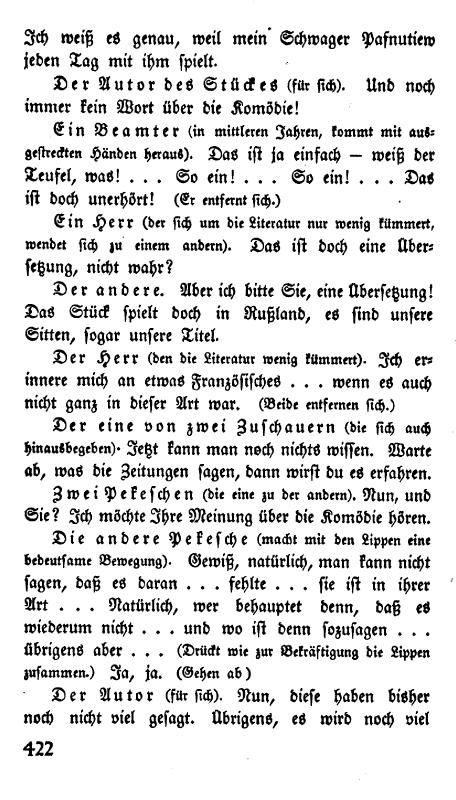 Ich weiß es genau, weil mein Schwager Pafnutiew
jeden Tag mit ihm spielt.
Der Autor des Stückes (für sich). Und noch
immer kein Wort über die Komödie!
Ein Beamter (in mittleren Jahren, kommt mit aus-
gestreckten Händen heraus). Das ist ja einfach — weiß der
Teufel, was! . . . So ein! . . . So ein! . . . Das
ist doch unerhört! (Er entfernt sich.)
Ein Herr (der sich um die Literatur nur wenig kümmert,
wendet sich zu einem andern). Das ist doch eine Über-
setzung, nicht wahr?
Der andere. Aber ich bitte Sie, eine Übersetzung!
Das Stück spielt doch in Rußland, es sind unsere
Sitten, sogar unsere Titel.
Der Herr (den die Literatur wenig kümmert). Ich er-
innere mich an etwas Französisches . . . wenn es auch
nicht ganz in dieser Art war. (Beide entfernen sich.)
Der eine von zwei Zuschauern (die sich auch
hinausbegeben). Jetzt kann man noch nichts wissen. Warte
ab, was die Zeitungen sagen, dann wirst du es erfahren.
Zwei Pekeschen (die eine zu der andern). Nun, und
Sie? Ich möchte Ihre Meinung über die Komödie hören.
Die andere Pekesche (macht mit den Lippen eine
bedeutsame Bewegung). Gewiß, natürlich, man kann nicht
sagen, daß es daran . . . fehlte . . . sie ist in ihrer
Art . . . Natürlich, wer behauptet denn, daß es
wiederum nicht . . . und wo ist denn sozusagen . . .
übrigens aber . . . (Drückt wie zur Bekräftigung die Lippen
zusammen.) Ja, ja. (Gehen ab)
Der Autor (für sich). Nun, diese haben bisher
noch nicht viel gesagt. Übrigens, es wird noch viel
422